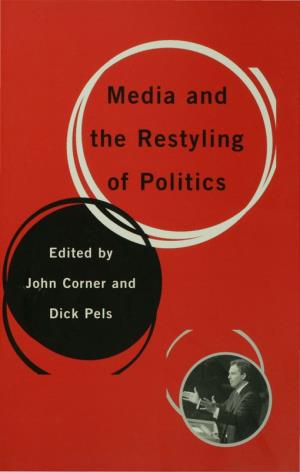 Media and
the Restyling
of Politics
Edited by
John Corner and
Dick Pels